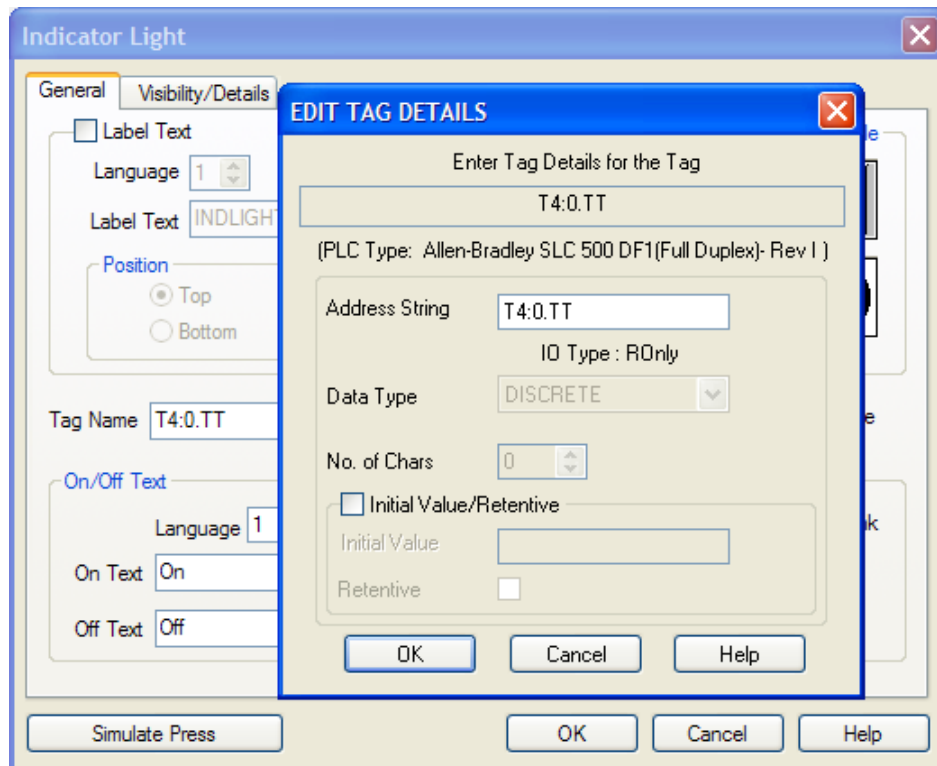 Indicator Light
General
Visibility/Details
Label Text
Language 1
Label Text INDLIGHT
Position
Top
Bottom
Tag Name T4:0.TT
On/Off Text
Language 1
On Text On
Off Text Off
EDIT TAG DETAILS
Enter Tag Details for the Tag
T4:0.TT
(PLC Type: Allen-Bradley SLC 500 DF1(Full Duplex)- Rev I )
Address String T4:0.TT
IO Type : ROnly
Data Type DISCRETE
No. of Chars 0
Initial Value/Retentive
Initial Value
Retentive
OK Cancel Help
Simulate Press OK Cancel Help